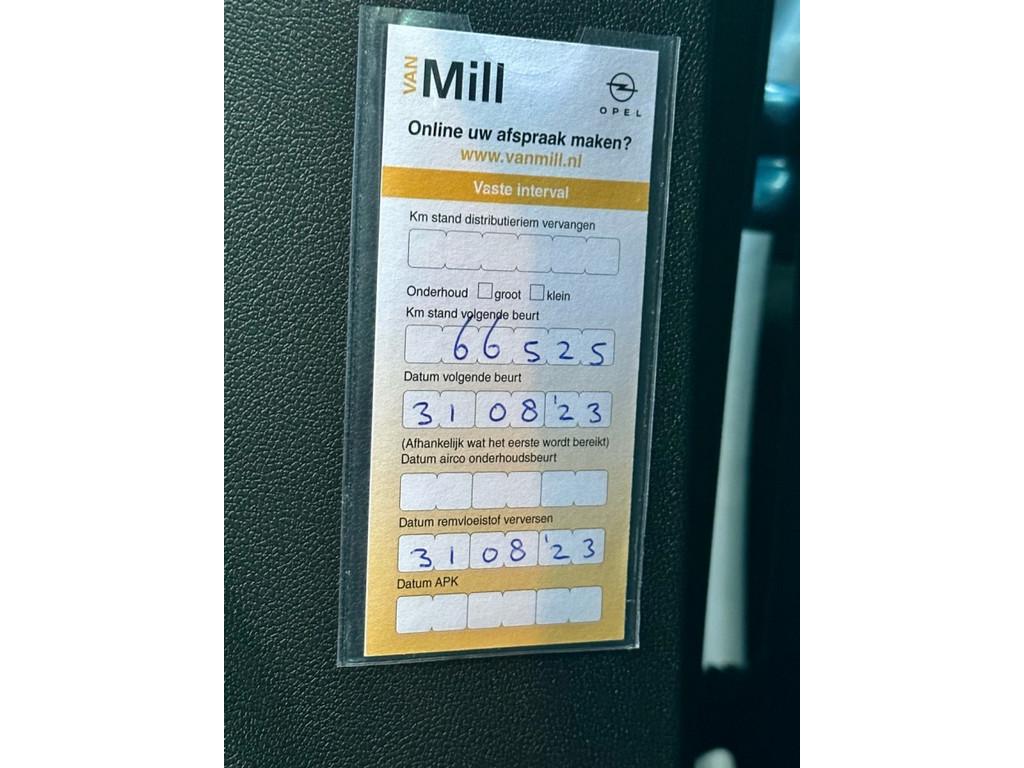 VAN Mill
OPEL
Online uw afspraak maken?
www.vanmill.nl
Vaste interval
Km stand distributieriem vervangen
Onderhoud groot klein
Km stand volgende beurt
66525
Datum volgende beurt
31 08 '23
(Afhankelijk wat het eerste wordt bereikt)
Datum airco onderhoudsbeurt
Datum remvloeistof verversen
31 08 '23
Datum APK